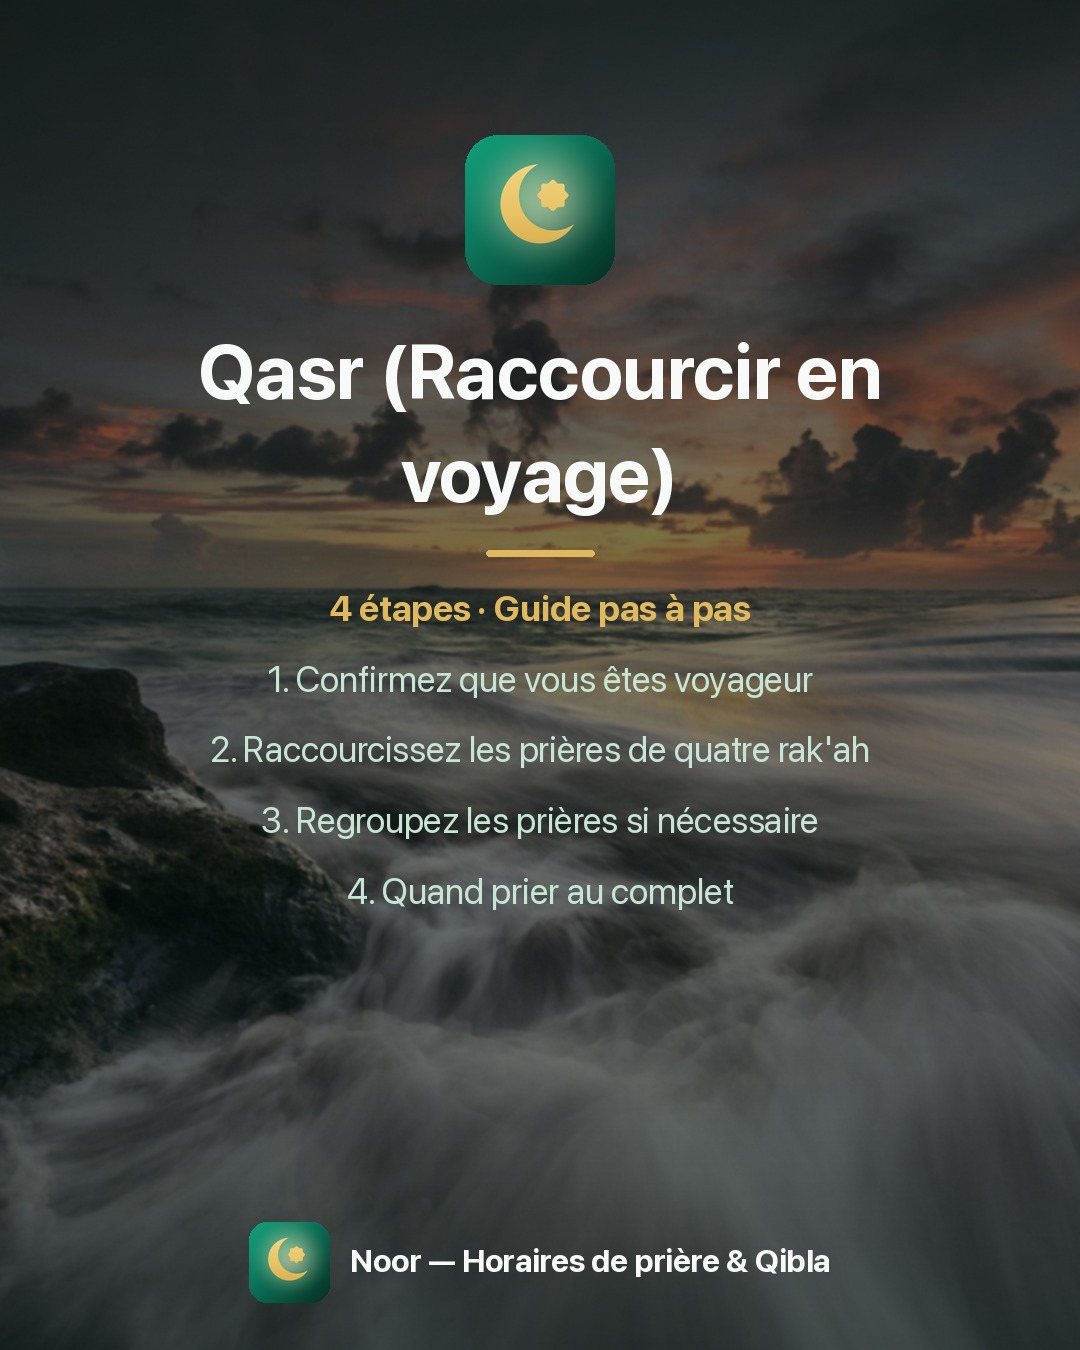 Qasr (Raccourcir en
voyage)
4 étapes · Guide pas à pas
1. Confirmez que vous êtes voyageur
2. Raccourcissez les prières de quatre rak'ah
3. Regroupez les prières si nécessaire
4. Quand prier au complet
Noor — Horaires de prière & Qibla